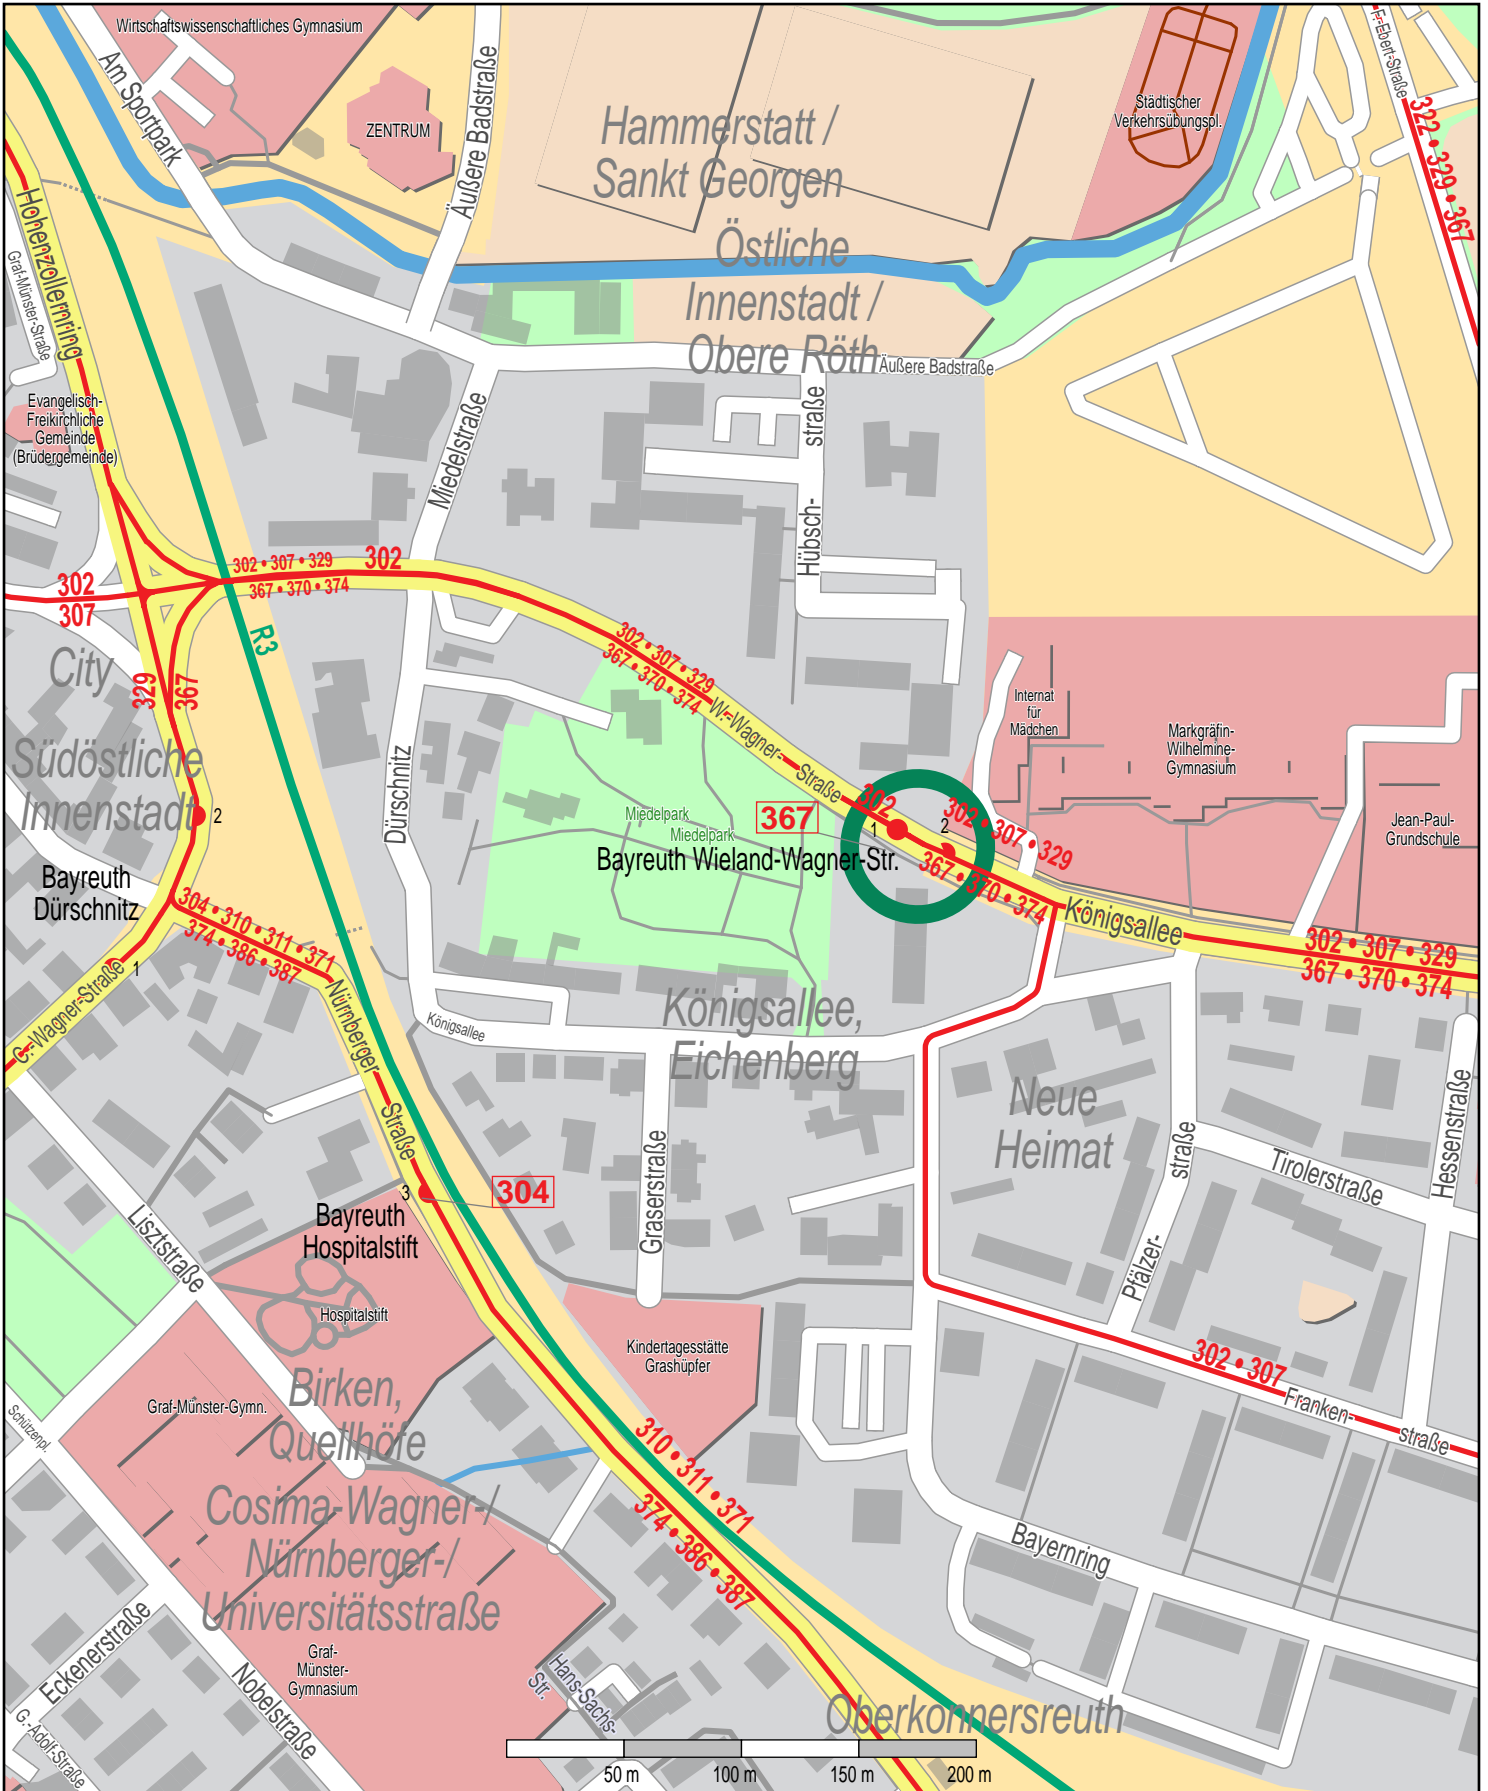 Wirtschaftswissenschaftliches Gymnasium
Am Sportpark
ZENTRUM
Äußere Badstraße
Hammerstatt /
Sankt Georgen
Städtischer
Verkehrsübungspl.
F.-Ebert-Straße
322 • 329 • 367
Östliche
Innenstadt /
Obere Röth
Äußere Badstraße
Hohenzollernring
Graf-Münster-Straße
Evangelisch-
Freikirchliche
Gemeinde
(Brüdergemeinde)
Miedelstraße
Hübsch-
straße
302
307
302 • 307 • 329
367 • 370 • 374
302
R3
City
329
367
302 • 307 • 329
367 • 370 • 374
W.-Wagner-
Straße
Südöstliche
Innenstadt
2
Dürschnitz
Internat
für
Mädchen
Markgräfin-
Wilhelmine-
Gymnasium
Jean-Paul-
Grundschule
Miedelpark
Miedelpark
367
302
1
2
302 • 307 • 329
367 • 370 • 374
Bayreuth Wieland-Wagner-Str.
Bayreuth
Dürschnitz
304 • 310 • 311 • 371
374 • 386 • 387
1
C.-Wagner-Straße
Nürnberger
Straße
Königsallee
302 • 307 • 329
367 • 370 • 374
Königsallee
Königsallee,
Eichenberg
Neue
Heimat
Graserstraße
Pfälzer-
straße
Tirolerstraße
Hessenstraße
3
304
Bayreuth
Hospitalstift
Lisztstraße
Hospitalstift
Kindertagesstätte
Grashüpfer
302 • 307
Franken-
straße
Schützenpl.
Graf-Münster-Gymn.
Birken,
Quellhöfe
310 • 311 • 371
374 • 386 • 387
Cosima-Wagner-/
Nürnberger-/
Universitätsstraße
Bayernring
Eckenerstraße
Graf-
Münster-
Gymnasium
Nobelstraße
G.-Adolf-Straße
Hans-Sachs-
Str.
Oberkonnersreuth
50 m
100 m
150 m
200 m